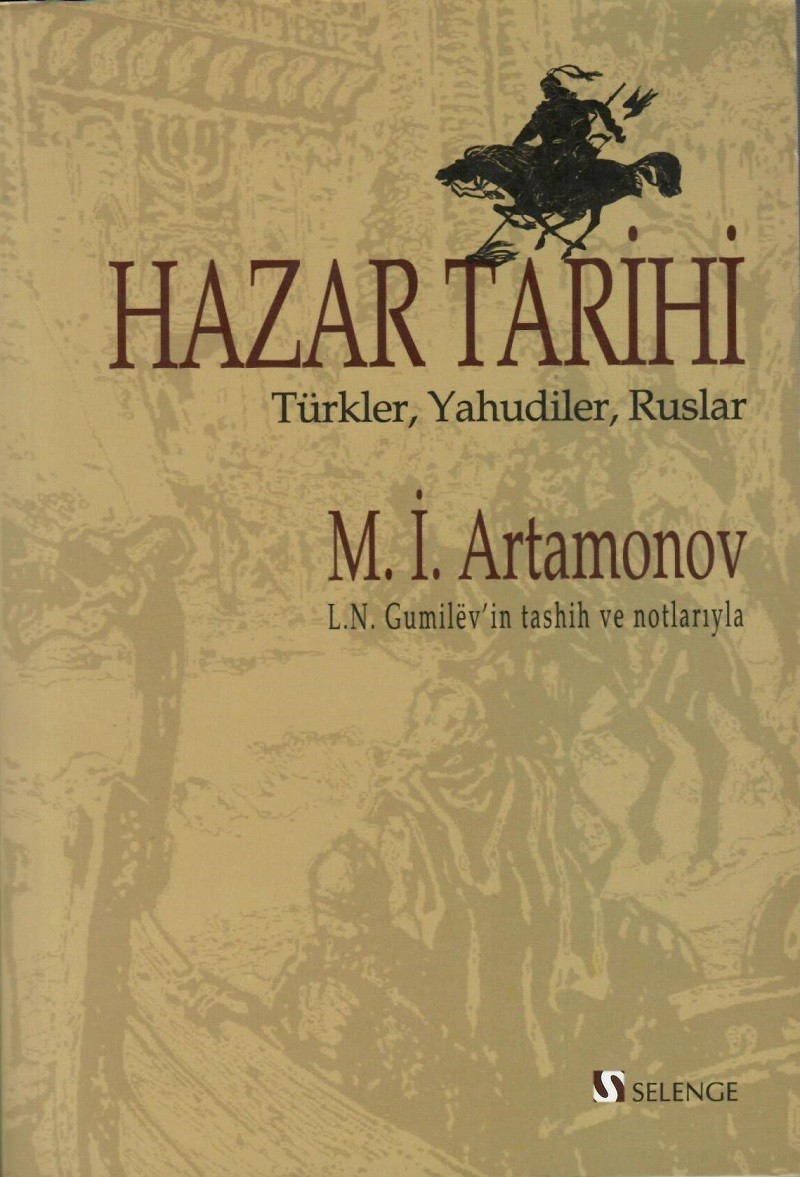 HAZAR TARİHİ
Türkler, Yahudiler, Ruslar
M. İ. Artamonov
L.N. Gumilëv'in tashih ve notlarıyla
SELENGE